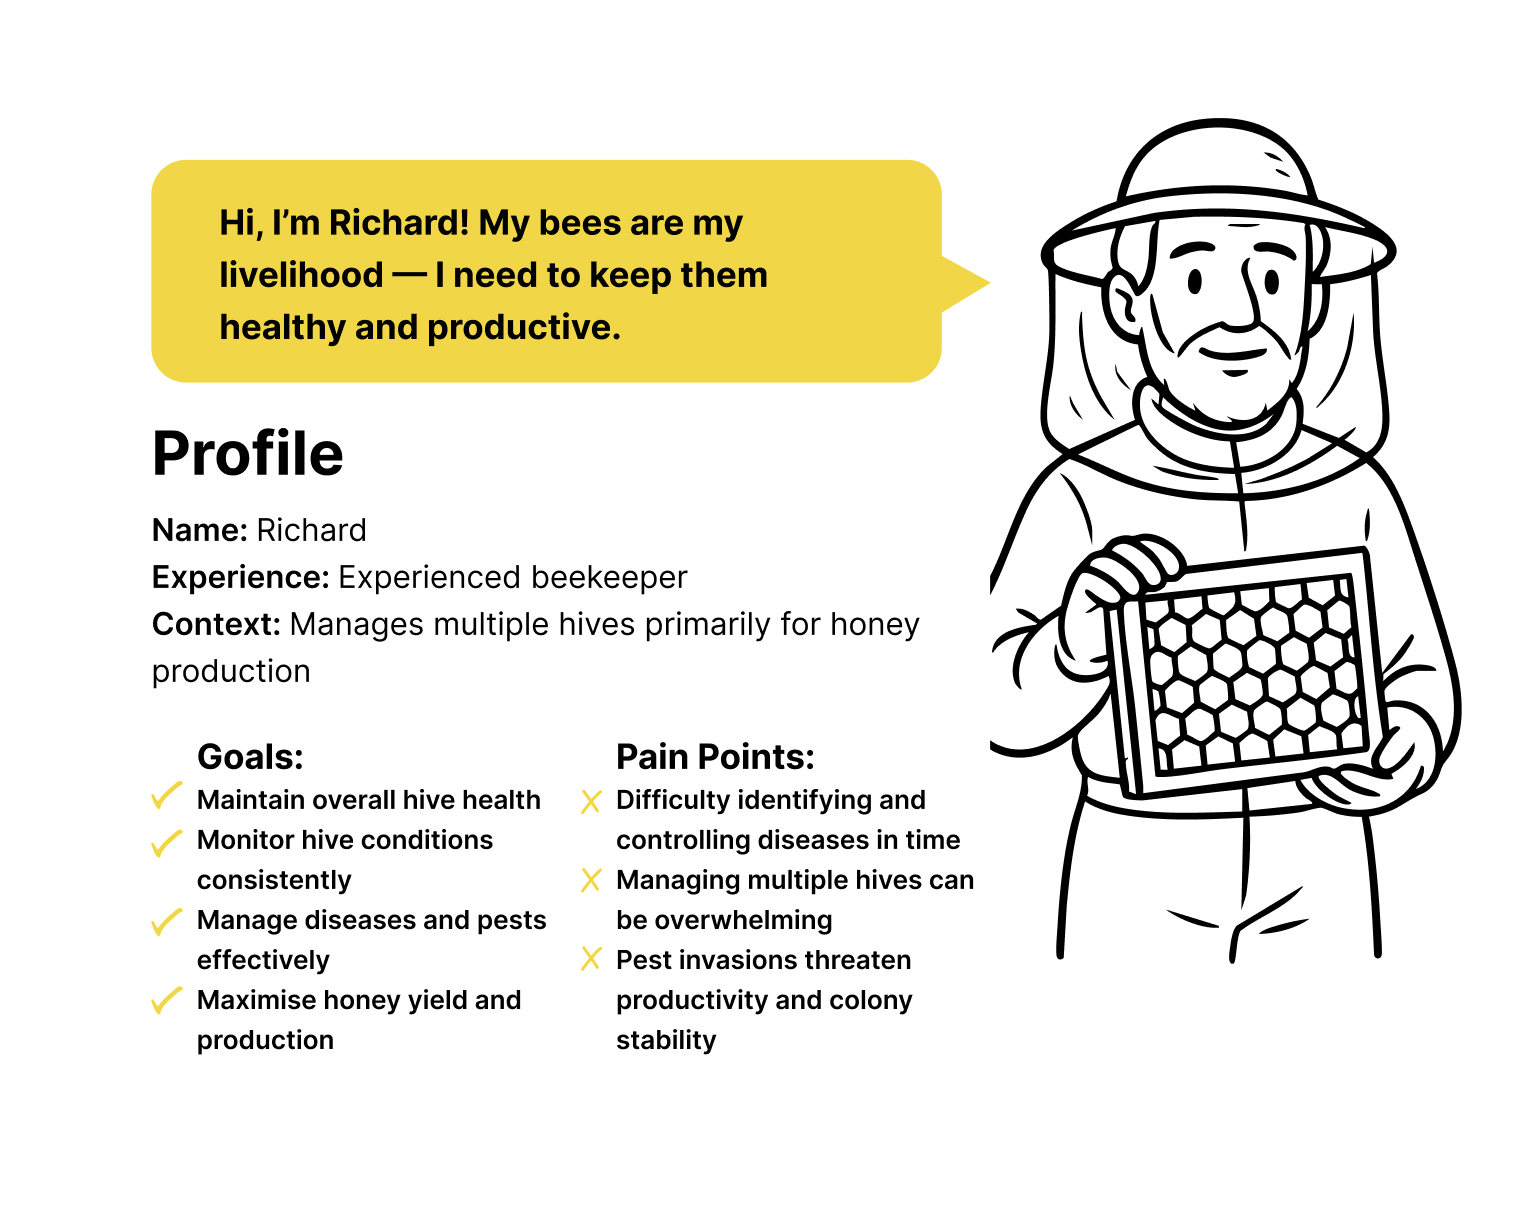 Hi, I’m Richard! My bees are my
livelihood — I need to keep them
healthy and productive.
Profile
Name: Richard
Experience: Experienced beekeeper
Context: Manages multiple hives primarily for honey
production
Goals:
Maintain overall hive health
Monitor hive conditions
consistently
Manage diseases and pests
effectively
Maximise honey yield and
production
Pain Points:
Difficulty identifying and
controlling diseases in time
Managing multiple hives can
be overwhelming
Pest invasions threaten
productivity and colony
stability